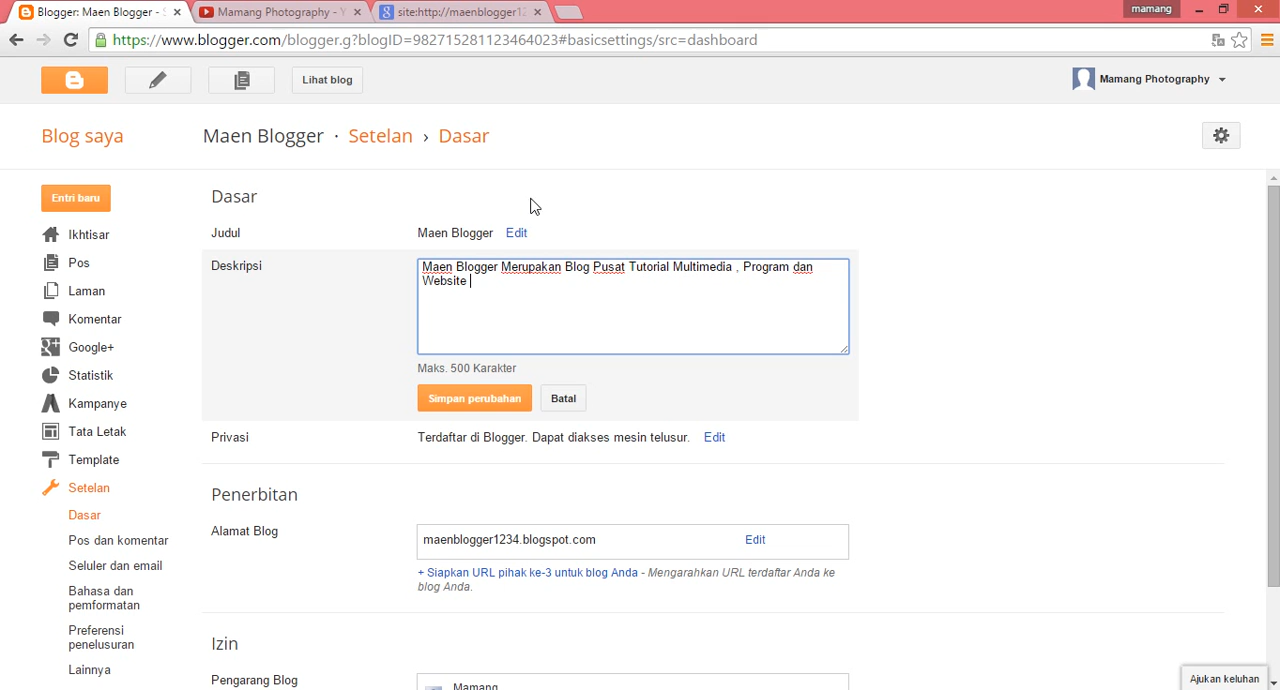 Blogger: Maen Blogger - S
Mamang Photography - Y
site:http://maenblogger12
mamang
https://www.blogger.com/blogger.g?blogID=982715281123464023#basicsettings/src=dashboard
Lihat blog
Mamang Photography
Blog saya
Maen Blogger · Setelan › Dasar
Entri baru
Ikhtisar
Pos
Laman
Komentar
Google+
Statistik
Kampanye
Tata Letak
Template
Setelan
Dasar
Pos dan komentar
Seluler dan email
Bahasa dan
pemformatan
Preferensi
penelusuran
Lainnya
Dasar
Judul
Maen Blogger Edit
Deskripsi
Maen Blogger Merupakan Blog Pusat Tutorial Multimedia , Program dan
Website
Maks. 500 Karakter
Simpan perubahan
Batal
Privasi
Terdaftar di Blogger. Dapat diakses mesin telusur. Edit
Penerbitan
Alamat Blog
maenblogger1234.blogspot.com Edit
+ Siapkan URL pihak ke-3 untuk blog Anda - Mengarahkan URL terdaftar Anda ke
blog Anda.
Izin
Pengarang Blog
Mamang
Ajukan keluhan